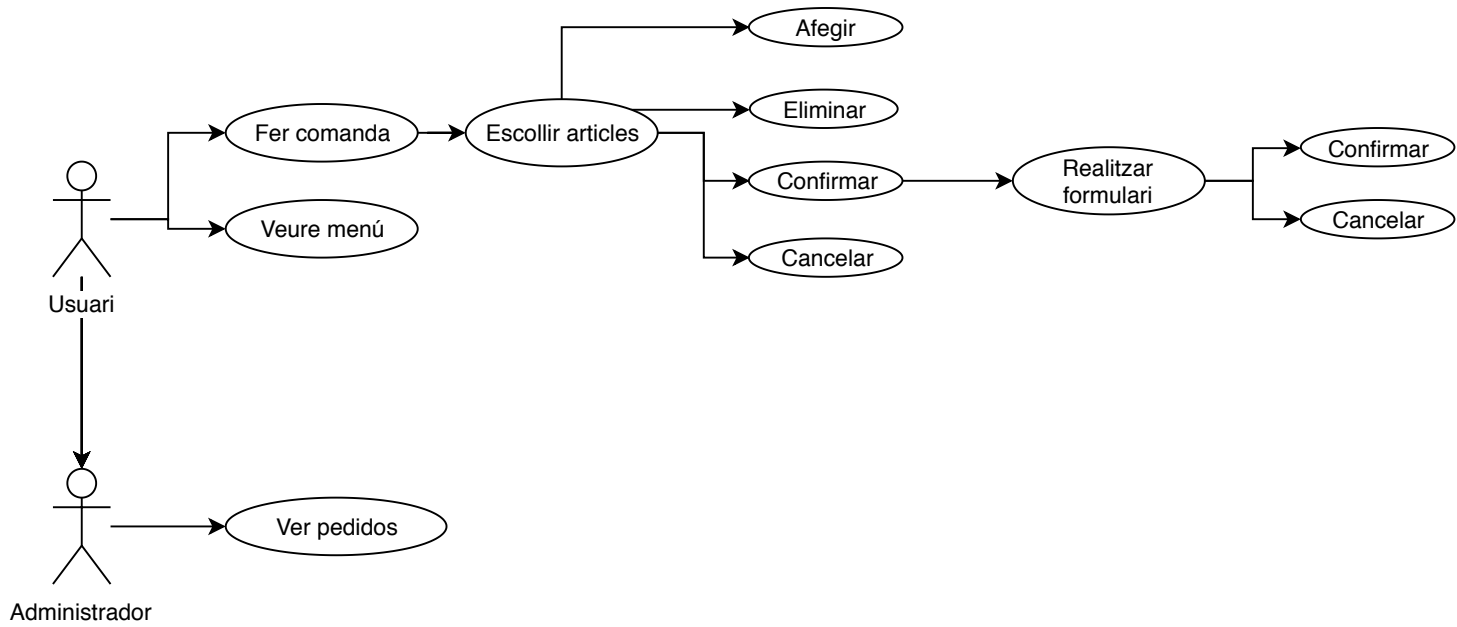 Afegir
Eliminar
Fer comanda
Escollir articles
Confirmar
Realitzar
formulari
Confirmar
Cancelar
Veure menú
Cancelar
Usuari
Ver pedidos
Administrador